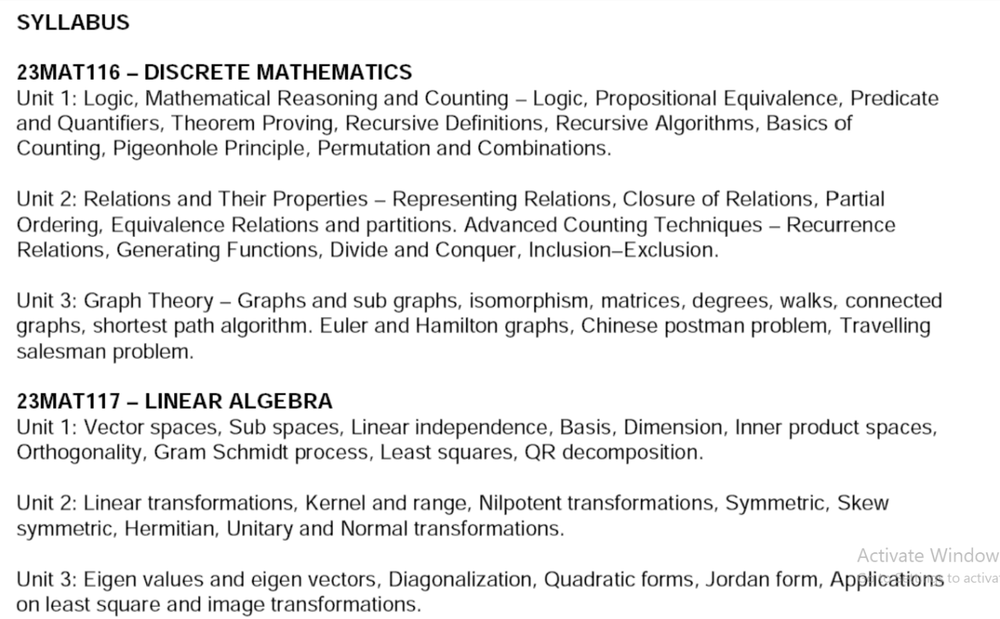 SYLLABUS
23MAT116 – DISCRETE MATHEMATICS
Unit 1: Logic, Mathematical Reasoning and Counting – Logic, Propositional Equivalence, Predicate
and Quantifiers, Theorem Proving, Recursive Definitions, Recursive Algorithms, Basics of
Counting, Pigeonhole Principle, Permutation and Combinations.
Unit 2: Relations and Their Properties – Representing Relations, Closure of Relations, Partial
Ordering, Equivalence Relations and partitions. Advanced Counting Techniques – Recurrence
Relations, Generating Functions, Divide and Conquer, Inclusion–Exclusion.
Unit 3: Graph Theory – Graphs and sub graphs, isomorphism, matrices, degrees, walks, connected
graphs, shortest path algorithm. Euler and Hamilton graphs, Chinese postman problem, Travelling
salesman problem.
23MAT117 – LINEAR ALGEBRA
Unit 1: Vector spaces, Sub spaces, Linear independence, Basis, Dimension, Inner product spaces,
Orthogonality, Gram Schmidt process, Least squares, QR decomposition.
Unit 2: Linear transformations, Kernel and range, Nilpotent transformations, Symmetric, Skew
symmetric, Hermitian, Unitary and Normal transformations.
Activate Window
Unit 3: Eigen values and eigen vectors, Diagonalization, Quadratic forms, Jordan form, Applications
to activa
on least square and image transformations.